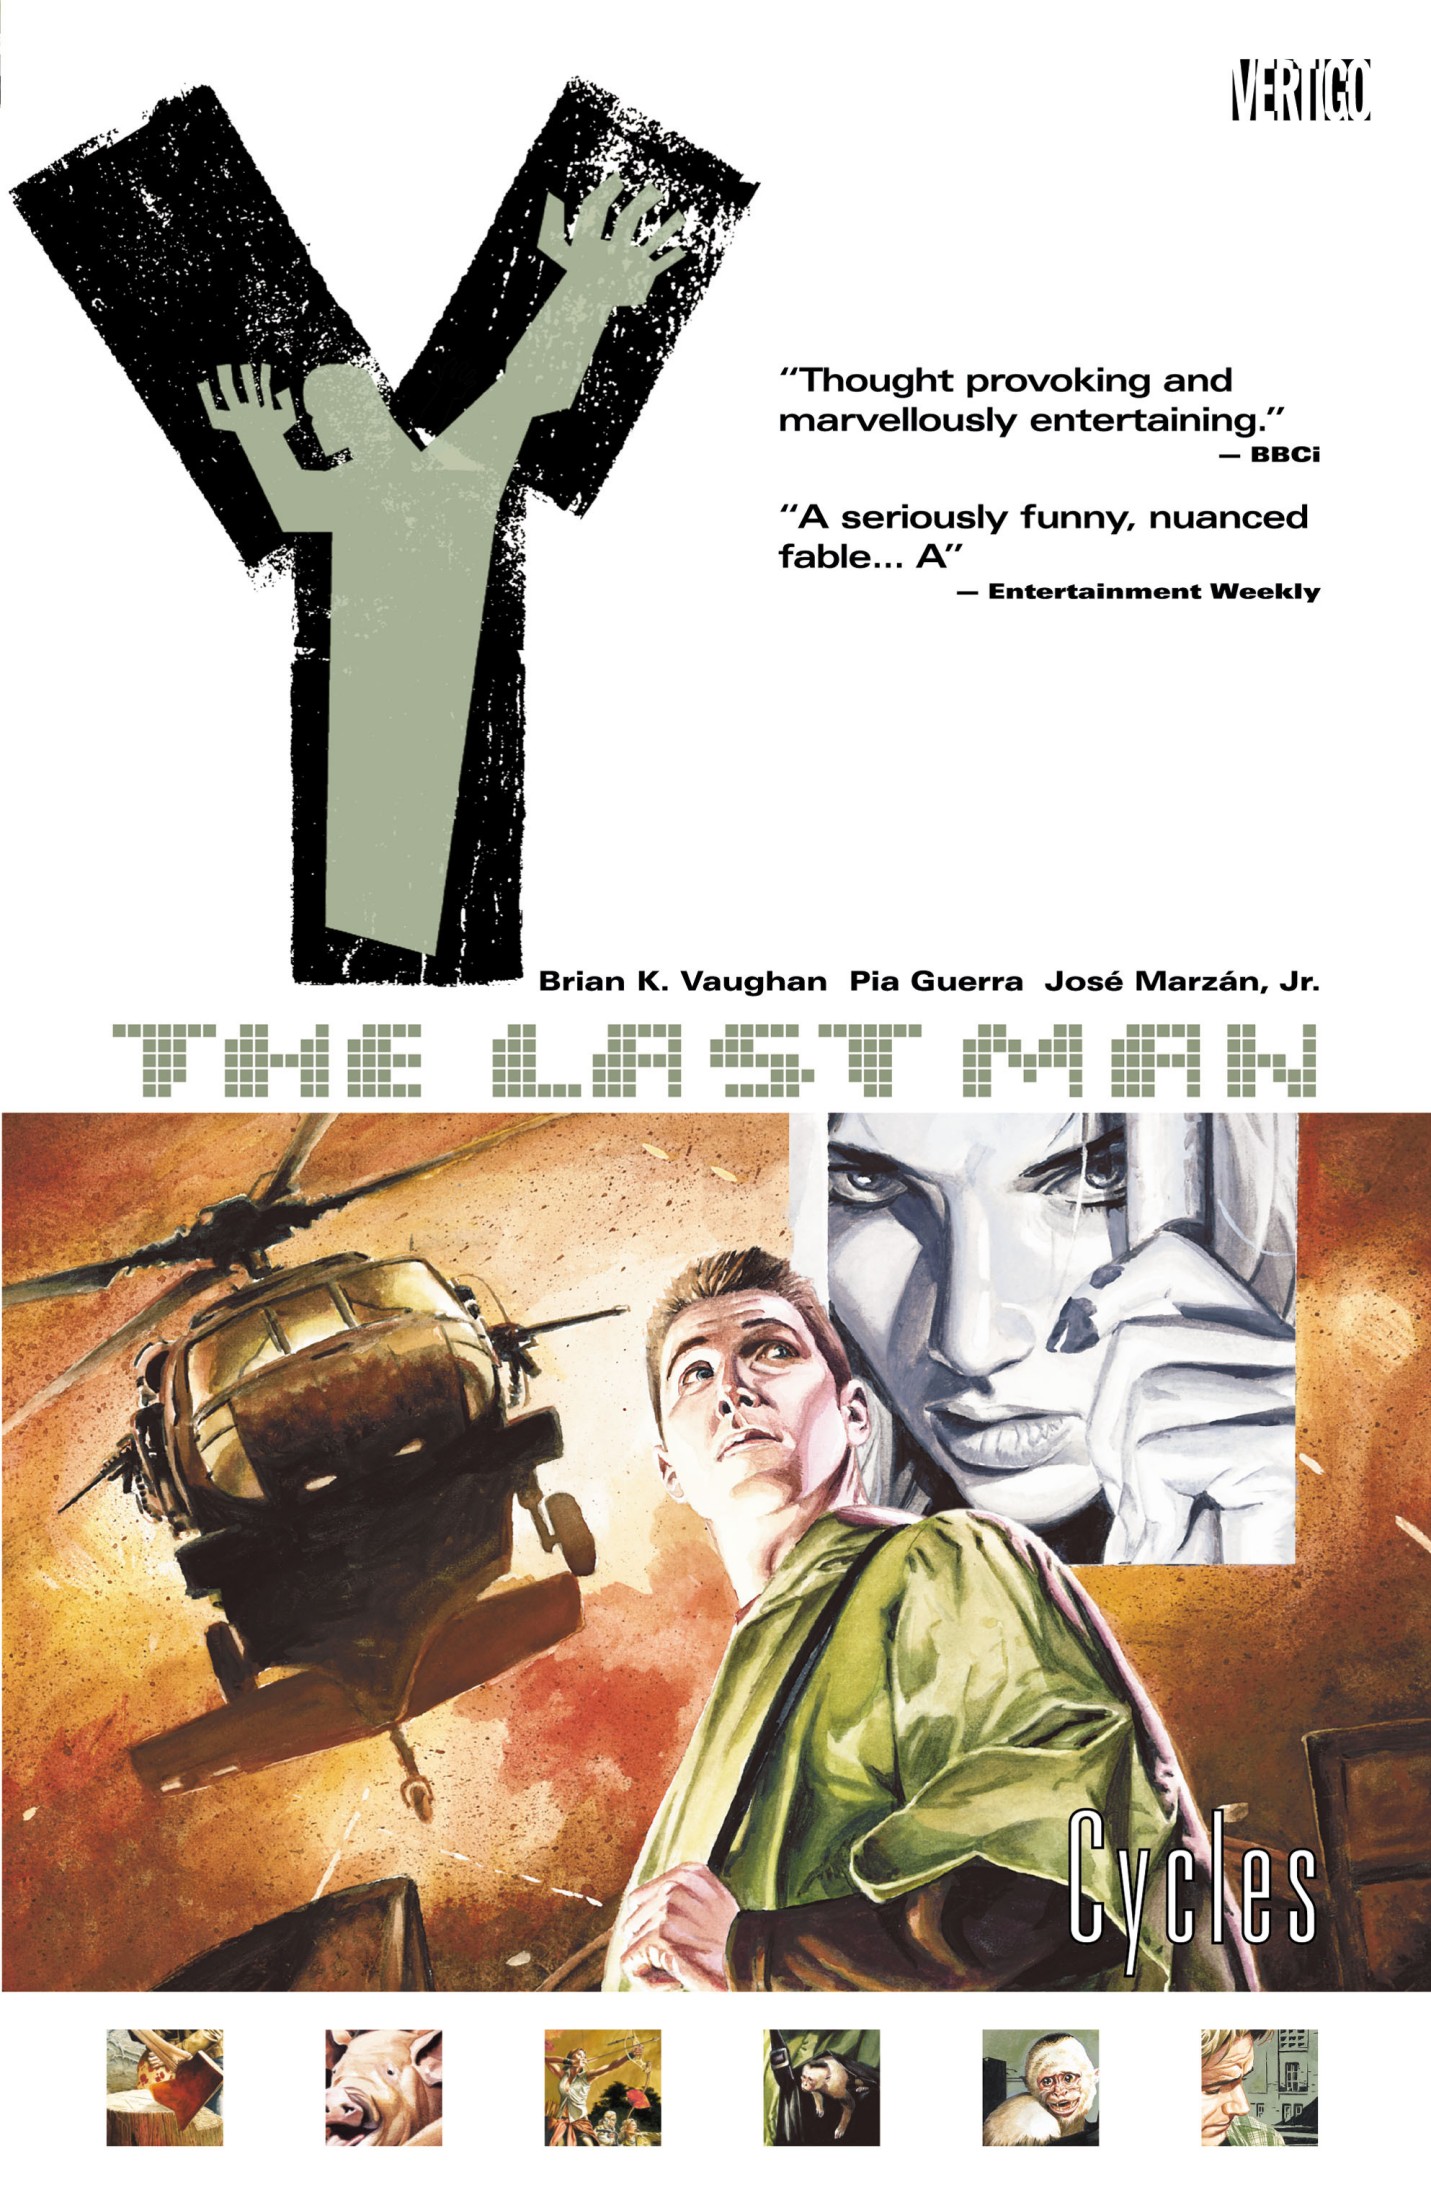 VERTIGO
Y
“Thought provoking and
marvellously entertaining.”
— BBCi
“A seriously funny, nuanced
fable... A”
— Entertainment Weekly
Brian K. Vaughan Pia Guerra José Marzán, Jr.
THE LAST MAN
Cycles